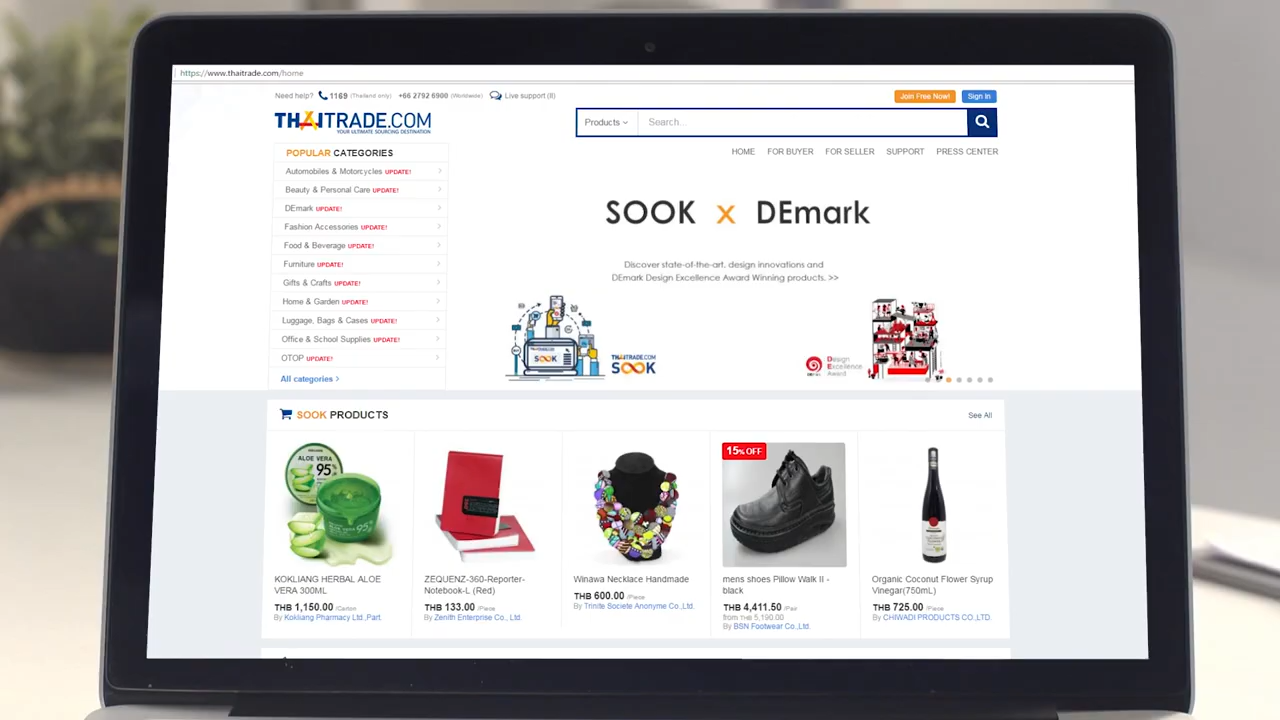 https://www.thaitrade.com/home
Need help? 1169 (Thailand only) +66 2792 6900 (Worldwide) Live support (8)
Join Free Now! Sign In
THAITRADE.COM
YOUR ULTIMATE SOURCING DESTINATION
Products Search...
HOME FOR BUYER FOR SELLER SUPPORT PRESS CENTER
POPULAR CATEGORIES
Automobiles & Motorcycles UPDATE!
Beauty & Personal Care UPDATE!
DEmark UPDATE!
Fashion Accessories UPDATE!
Food & Beverage UPDATE!
Furniture UPDATE!
Gifts & Crafts UPDATE!
Home & Garden UPDATE!
Luggage, Bags & Cases UPDATE!
Office & School Supplies UPDATE!
OTOP UPDATE!
All categories >
SOOK x DEmark
Discover state-of-the-art, design innovations and
DEmark Design Excellence Award Winning products. >>
SOOK
THAITRADE.COM
SOOK
Design
Excellence
Award
SOOK PRODUCTS
See All
ALOE VERA
95%
95%
KOKLIANG HERBAL ALOE
VERA 300ML
THB 1,150.00 /Carton
By Kokliang Pharmacy Ltd.,Part.
ZEQUENZ-360-Reporter-
Notebook-L (Red)
THB 133.00 /Piece
By Zenith Enterprise Co., Ltd.
Winawa Necklace Handmade
THB 600.00 /Piece
By Trinite Societe Anonyme Co.,Ltd.
15% OFF
mens shoes Pillow Walk II -
black
THB 4,411.50 /Pair
from THB 5,190.00
By BSN Footwear Co.,Ltd.
Organic Coconut Flower Syrup
Vinegar(750mL)
THB 725.00 /Piece
By CHIWADI PRODUCTS CO.,LTD.